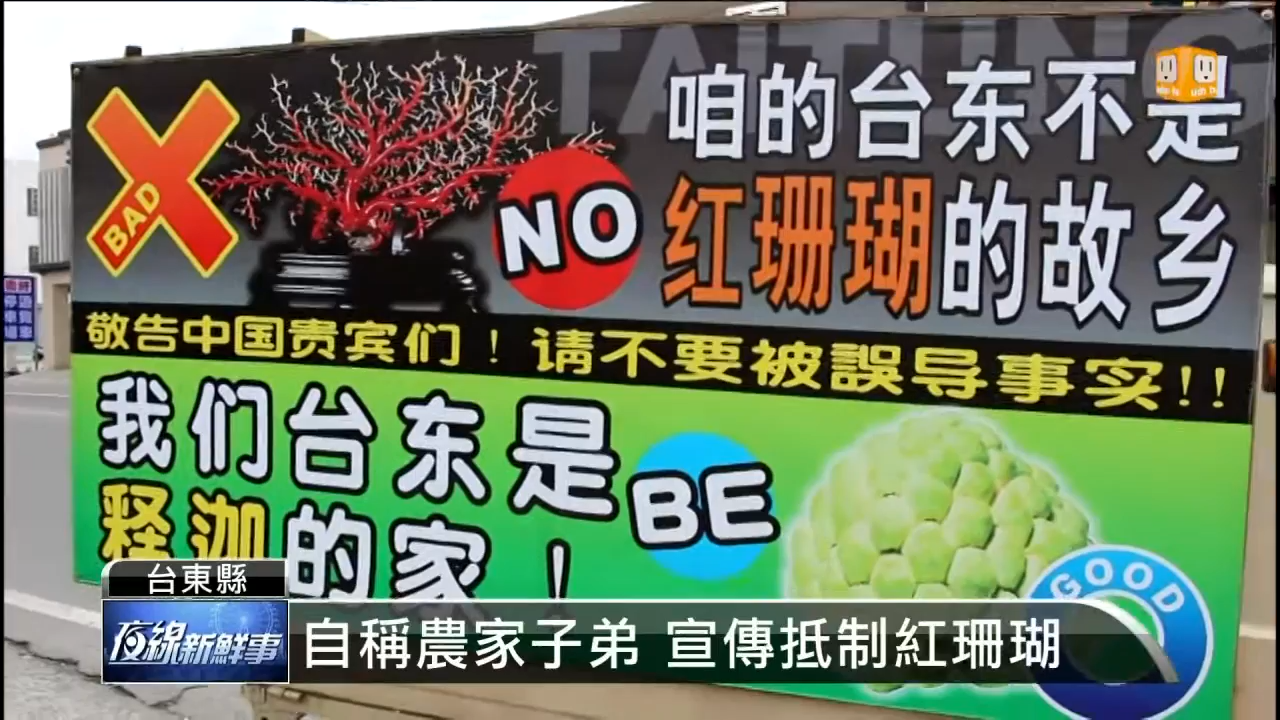 TAITUNG
咱的台东不是
BAD
NO
红珊瑚的故乡
敬告中国贵宾们！请不要被誤导事实!!
我们台东是
BE
释迦的家！
GOOD
台東縣
夜線新鮮事
自稱農家子弟 宣傳抵制紅珊瑚